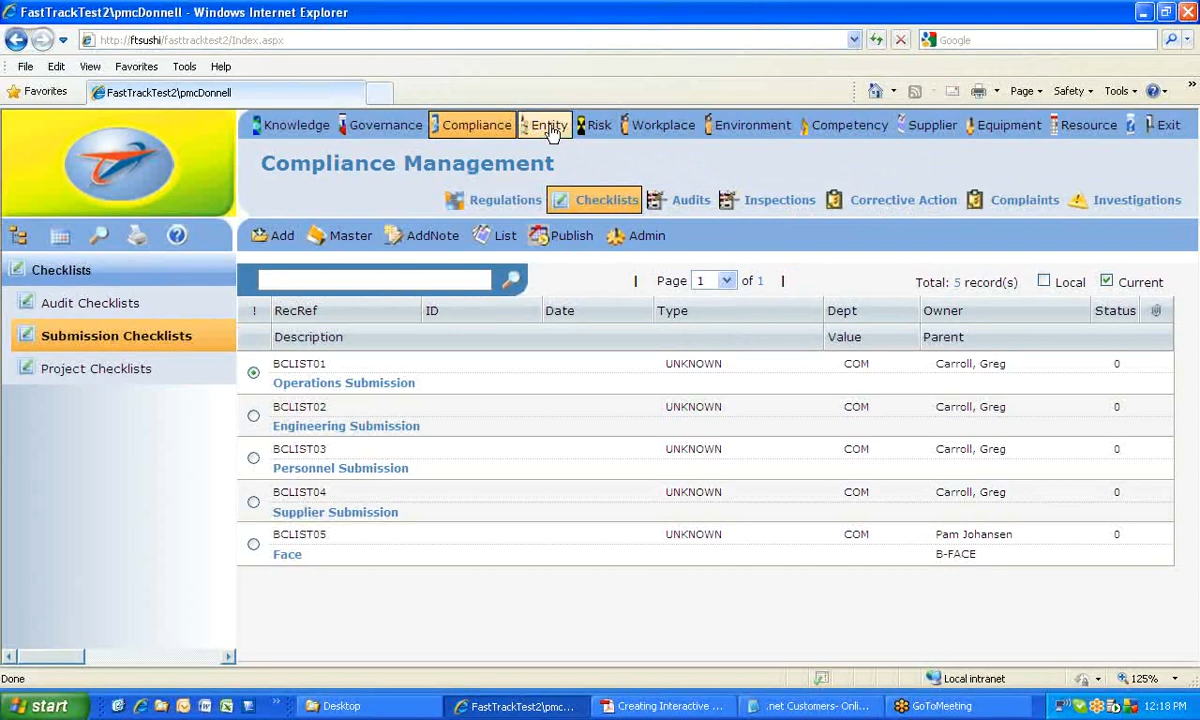 FastTrackTest2\pmcDonnell - Windows Internet Explorer
http://ftsushi/fasttracktest2/Index.aspx
Google
File Edit View Favorites Tools Help
Favorites FastTrackTest2\pmcDonnell Page Safety Tools
Knowledge Governance Compliance Entity Risk Workplace Environment Competency Supplier Equipment Resource Exit
Compliance Management
Regulations Checklists Audits Inspections Corrective Action Complaints Investigations
Add Master AddNote List Publish Admin
Checklists
Audit Checklists
Submission Checklists
Project Checklists
Page 1 of 1 Total: 5 record(s) Local Current
! RecRef ID Date Type Dept Owner Status
Description Value Parent
BCLIST01 UNKNOWN COM Carroll, Greg 0
Operations Submission
BCLIST02 UNKNOWN COM Carroll, Greg 0
Engineering Submission
BCLIST03 UNKNOWN COM Carroll, Greg 0
Personnel Submission
BCLIST04 UNKNOWN COM Carroll, Greg 0
Supplier Submission
BCLIST05 UNKNOWN COM Pam Johansen 0
Face B-FACE
Done Local intranet 125%
start Desktop FastTrackTest2\pmc... Creating Interactive ... .net Customers- Onli... GoToMeeting 12:18 PM